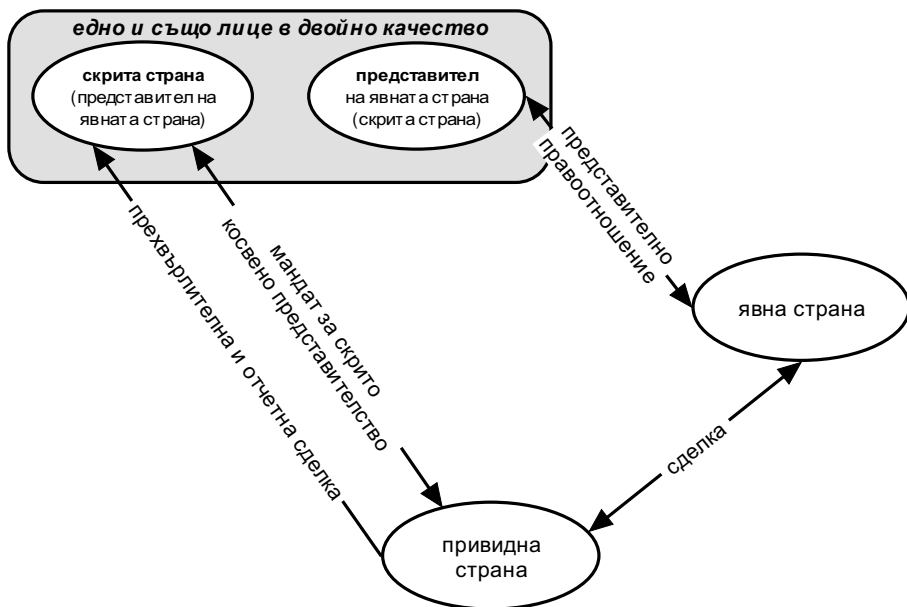 едно и също лице в двойно качество
скрита страна
(представител на
явната страна)
представител
на явната страна
(скрита страна)
представително
правоотношение
мандат за скрито
косвено представителство
прехвърлителна и отчетна сделка
явна страна
сделка
привидна
страна